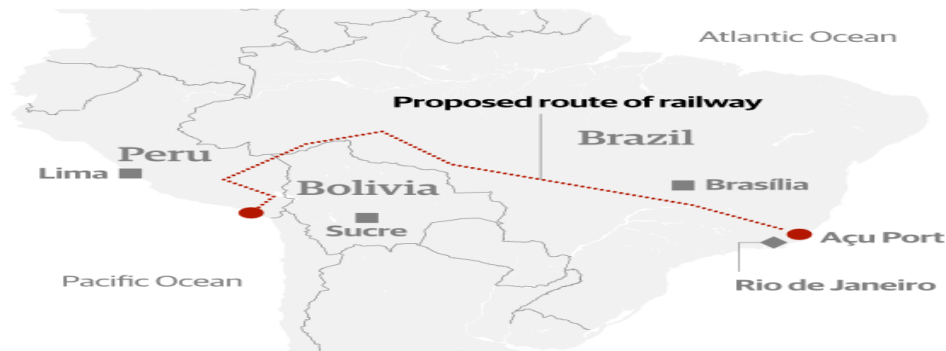 Atlantic Ocean
Proposed route of railway
Brazil
Peru
Lima
Bolivia
Brasília
Sucre
Açu Port
Pacific Ocean
Rio de Janeiro